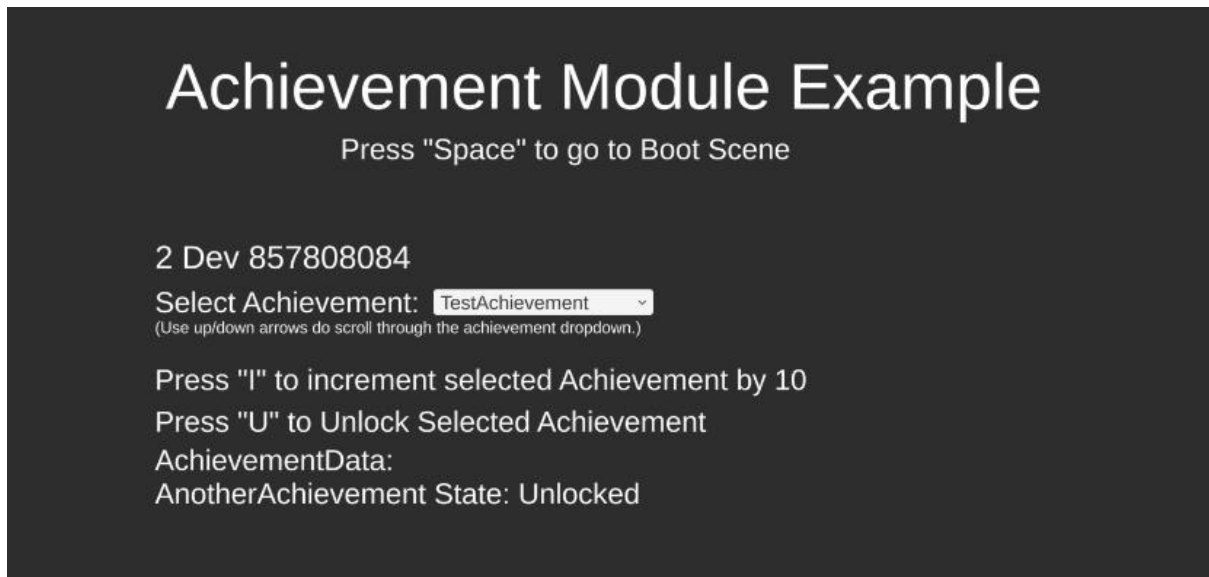 Achievement Module Example
Press "Space" to go to Boot Scene
2 Dev 857808084
Select Achievement: TestAchievement
(Use up/down arrows do scroll through the achievement dropdown.)
Press "I" to increment selected Achievement by 10
Press "U" to Unlock Selected Achievement
AchievementData:
AnotherAchievement State: Unlocked